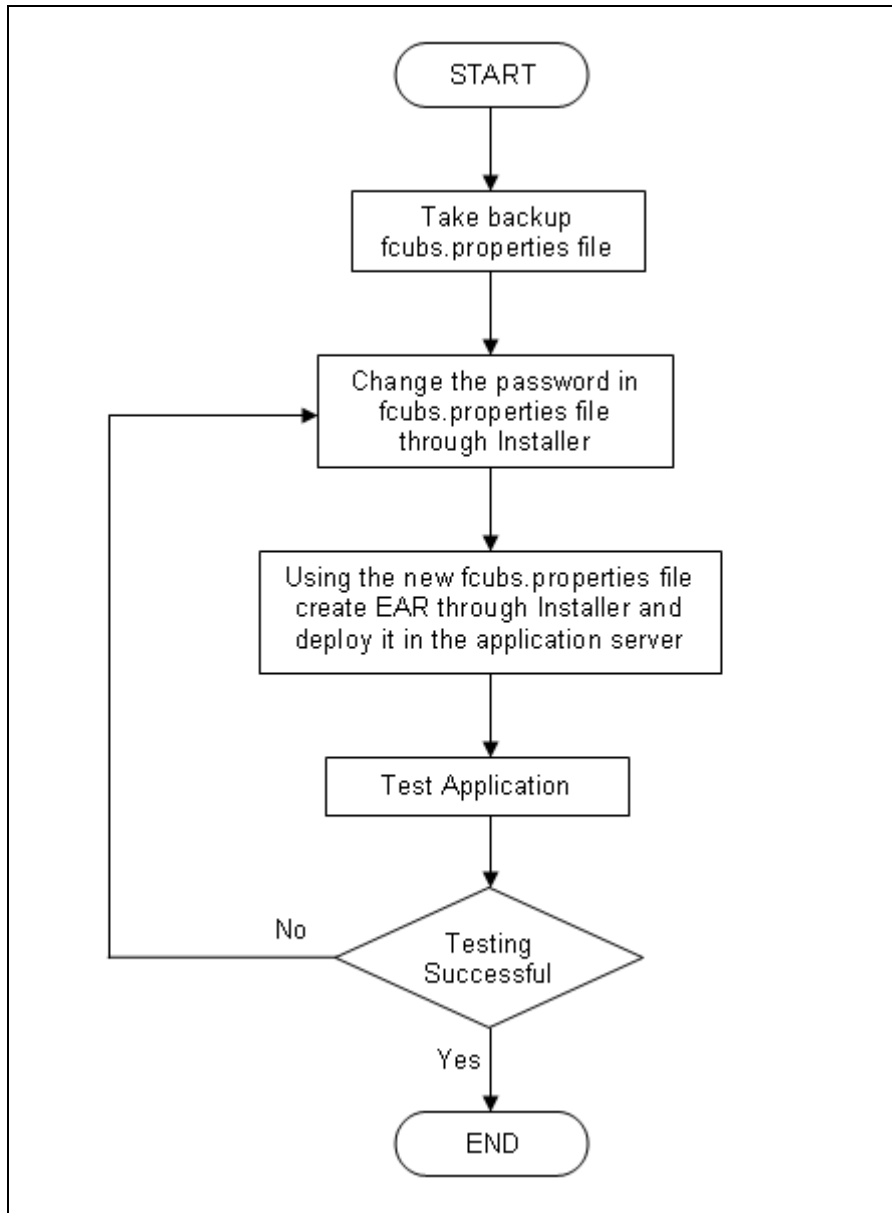 START
Take backup
fcubs.properties file
Change the password in
fcubs.properties file
through Installer
Using the new fcubs.properties file
create EAR through Installer and
deploy it in the application server
Test Application
No
Testing
Successful
Yes
END